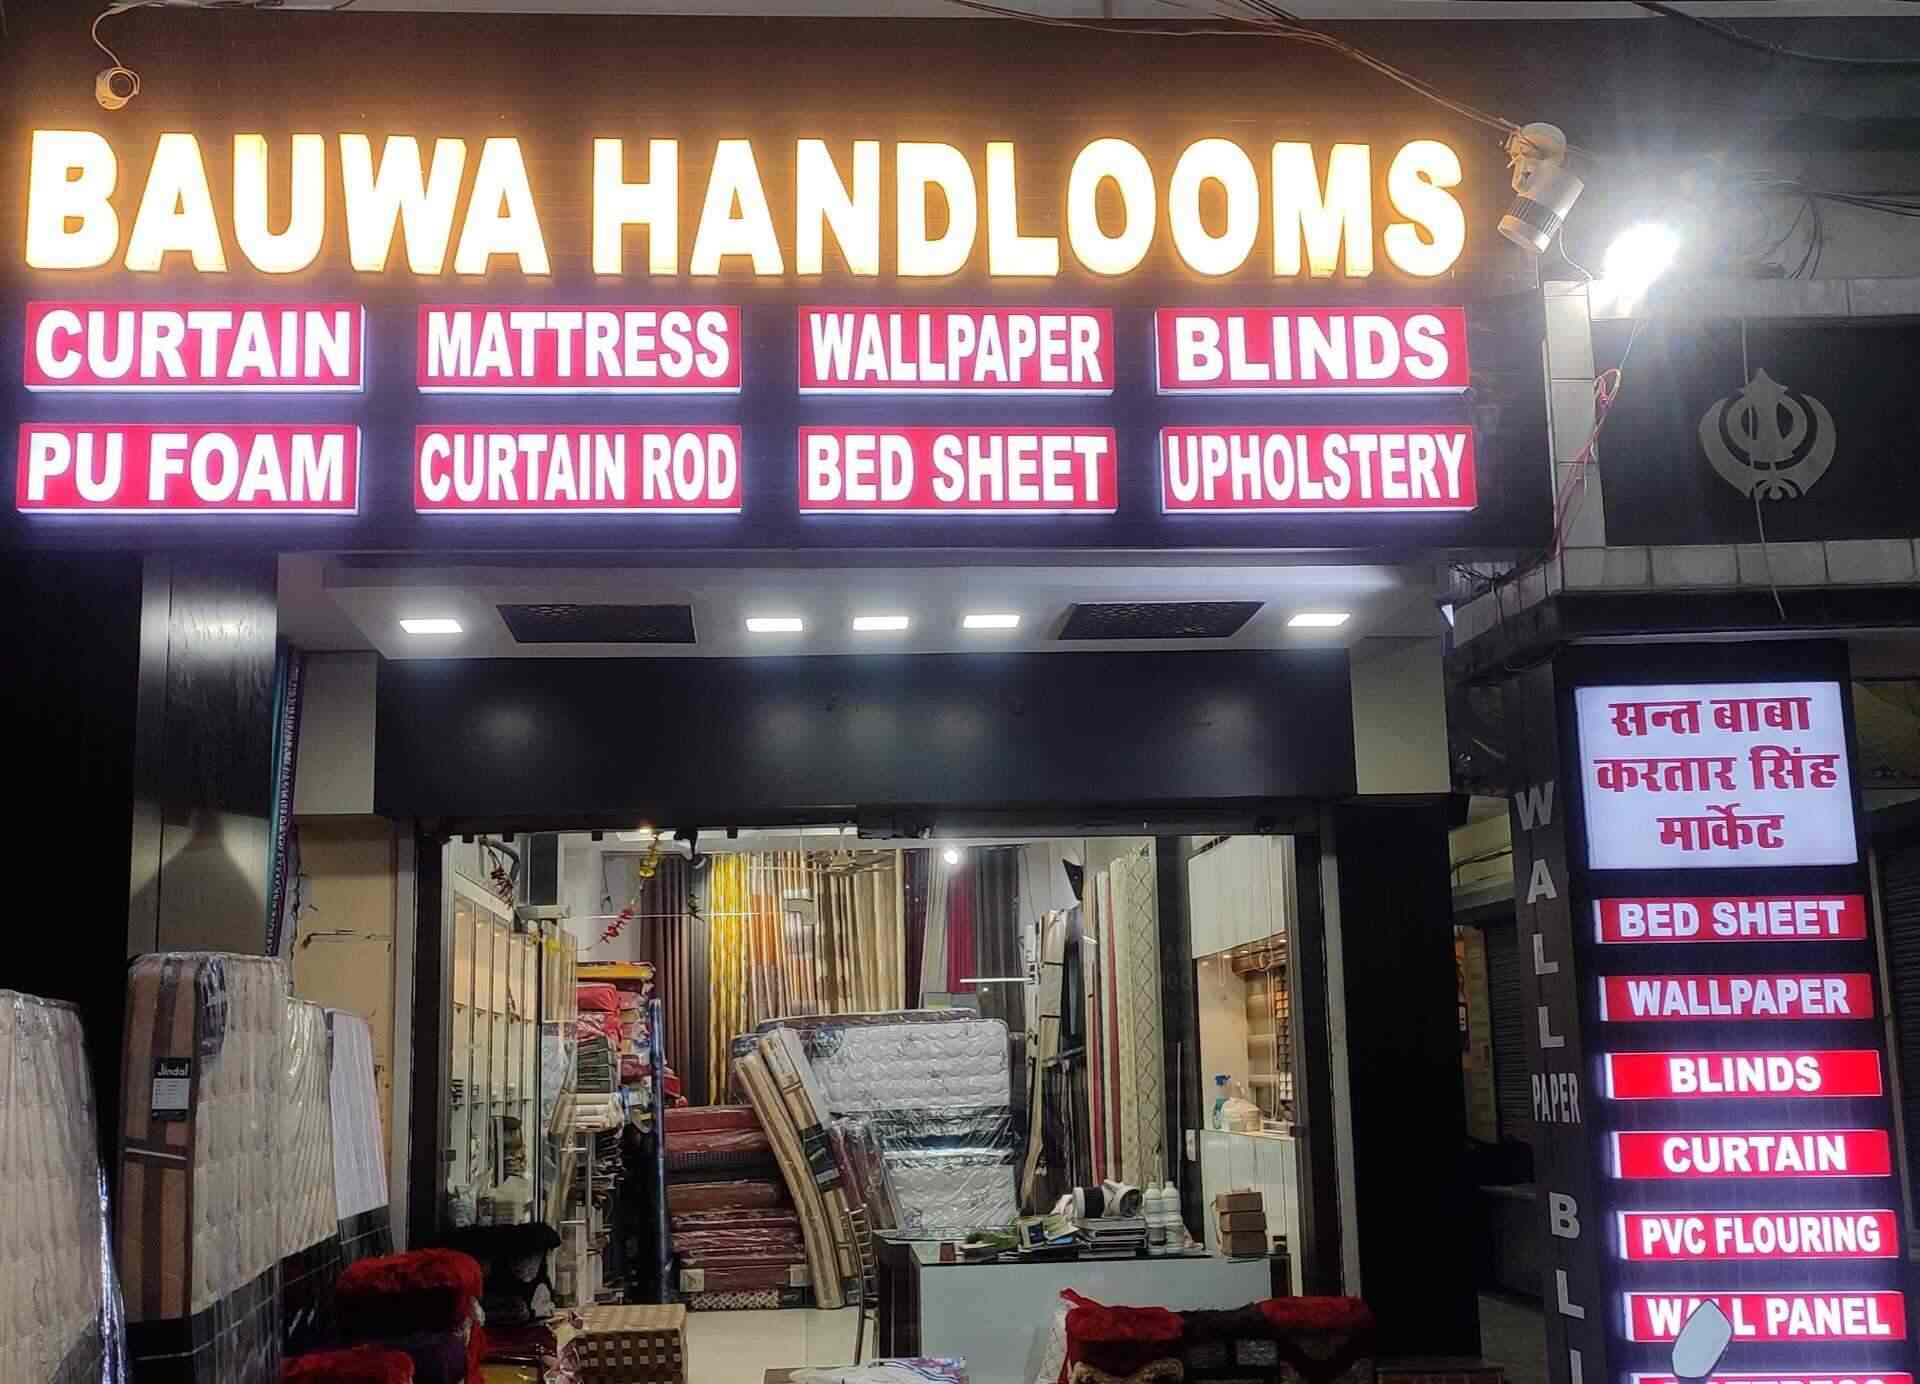 BAUWA HANDLOOMS
CURTAIN
MATTRESS
WALLPAPER
BLINDS
PU FOAM
CURTAIN ROD
BED SHEET
UPHOLSTERY
सन्त बाबा
करतार सिंह
मार्केट
BED SHEET
WALLPAPER
BLINDS
CURTAIN
PVC FLOURING
WALL PANEL
MATTRESS
WALL PAPER
Jindal